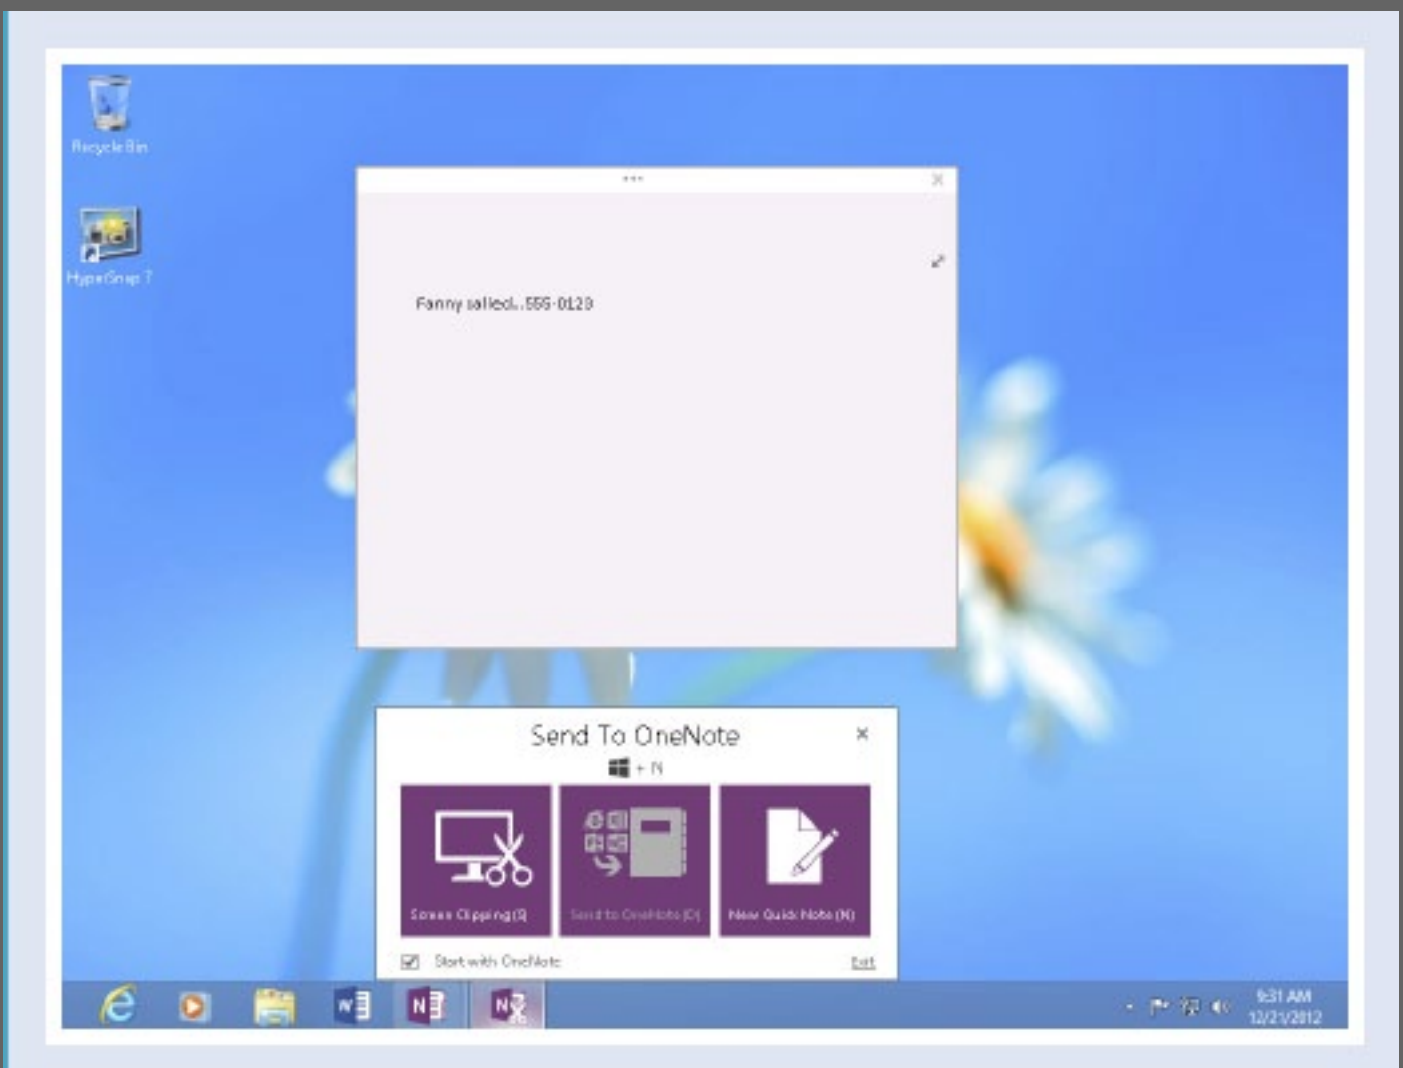 Recycle Bin
HyperSnap 7
Fanny called...555-0129
Send To OneNote
+ N
Screen Clipping (S)
Send to OneNote (D)
New Quick Note (N)
Start with OneNote
Exit
9:31 AM
12/21/2012